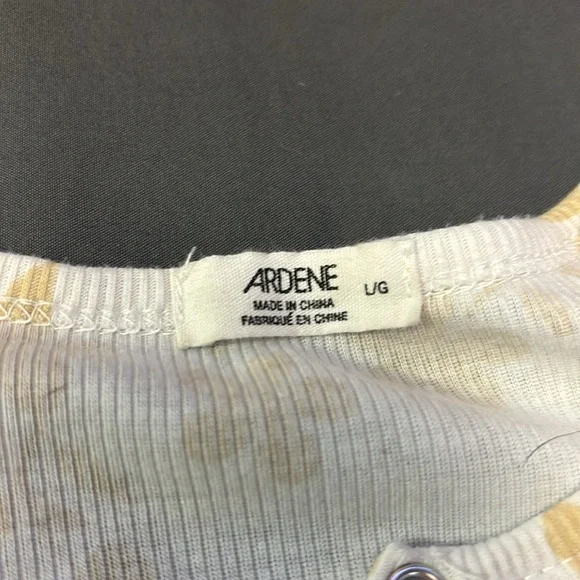 ARDENE L/G
MADE IN CHINA
FABRIQUÉ EN CHINE